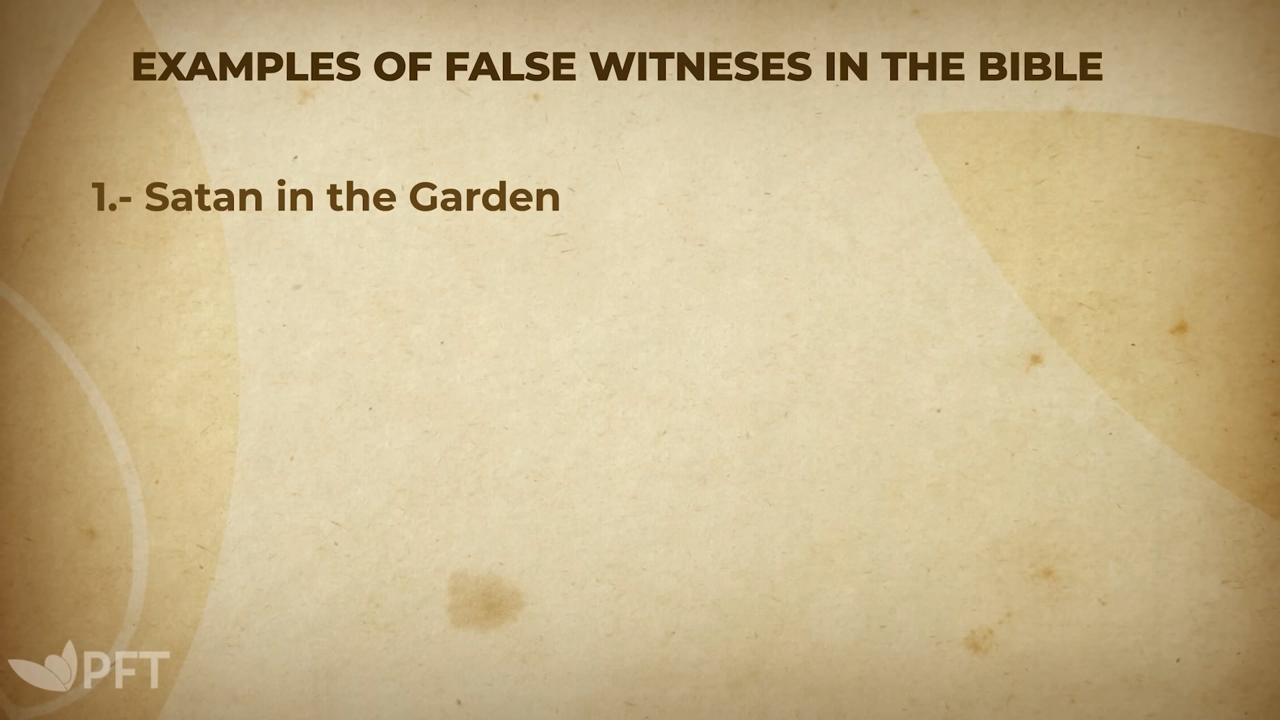 EXAMPLES OF FALSE WITNESES IN THE BIBLE
1.- Satan in the Garden
PFT